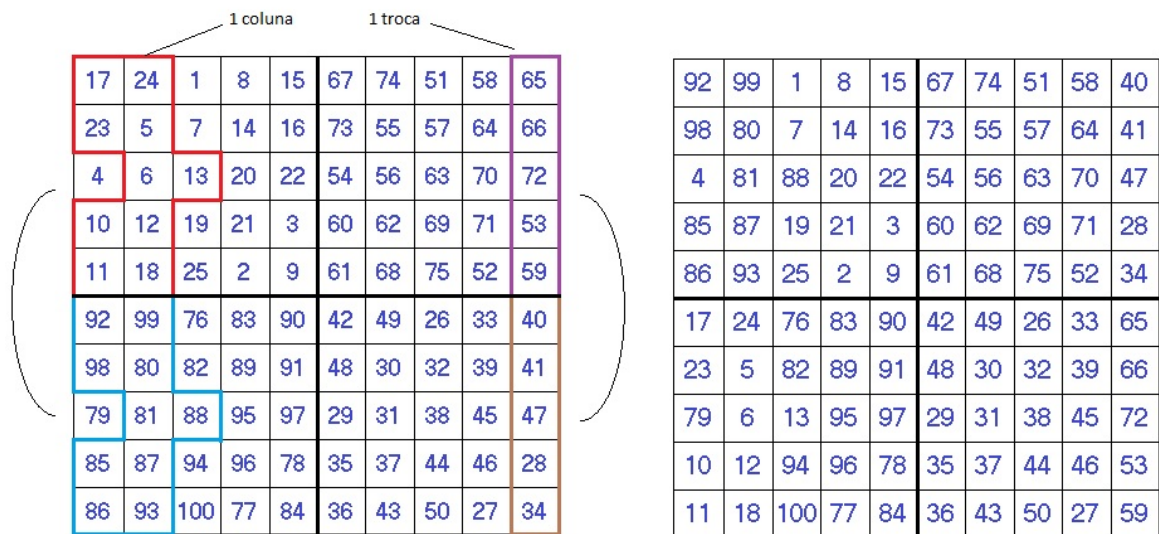 1 coluna 1 troca
17 24 1 8 15 67 74 51 58 65
23 5 7 14 16 73 55 57 64 66
4 6 13 20 22 54 56 63 70 72
10 12 19 21 3 60 62 69 71 53
11 18 25 2 9 61 68 75 52 59
92 99 76 83 90 42 49 26 33 40
98 80 82 89 91 48 30 32 39 41
79 81 88 95 97 29 31 38 45 47
85 87 94 96 78 35 37 44 46 28
86 93 100 77 84 36 43 50 27 34
92 99 1 8 15 67 74 51 58 40
98 80 7 14 16 73 55 57 64 41
4 81 88 20 22 54 56 63 70 47
85 87 19 21 3 60 62 69 71 28
86 93 25 2 9 61 68 75 52 34
17 24 76 83 90 42 49 26 33 65
23 5 82 89 91 48 30 32 39 66
79 6 13 95 97 29 31 38 45 72
10 12 94 96 78 35 37 44 46 53
11 18 100 77 84 36 43 50 27 59